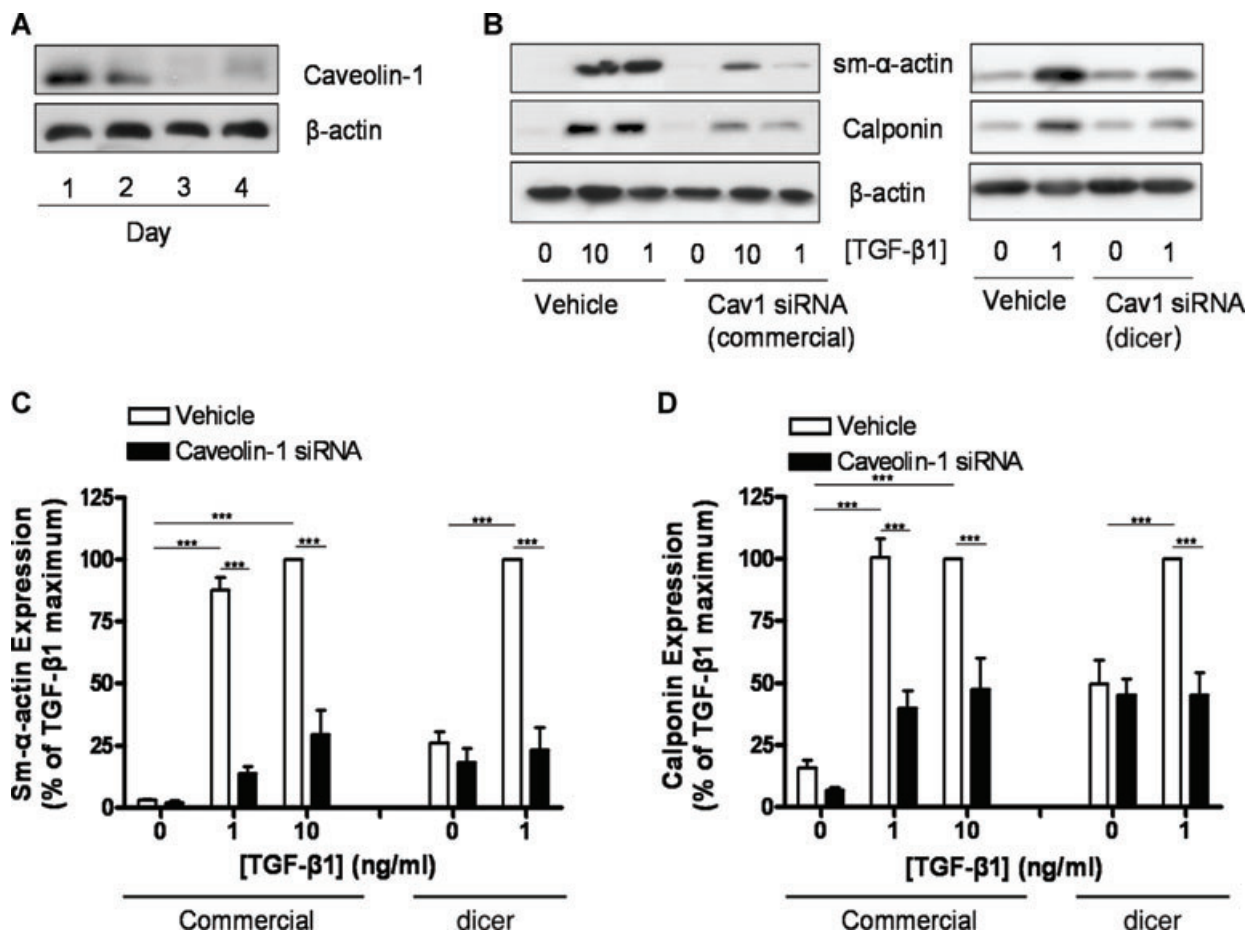 A
Caveolin-1
β-actin
1 2 3 4
Day
B
sm-α-actin
Calponin
β-actin
0 10 1 0 10 1 [TGF-β1] 0 1 0 1
Vehicle Cav1 siRNA Vehicle Cav1 siRNA
(commercial) (dicer)
C
Vehicle
Caveolin-1 siRNA
Sm-α-actin Expression
(% of TGF-β1 maximum)
125
100
75
50
25
0
*** *** *** *** *** ***
0 1 10 0 1
[TGF-β1] (ng/ml)
Commercial dicer
D
Vehicle
Caveolin-1 siRNA
Calponin Expression
(% of TGF-β1 maximum)
125
100
75
50
25
0
*** *** *** *** *** ***
0 1 10 0 1
[TGF-β1] (ng/ml)
Commercial dicer